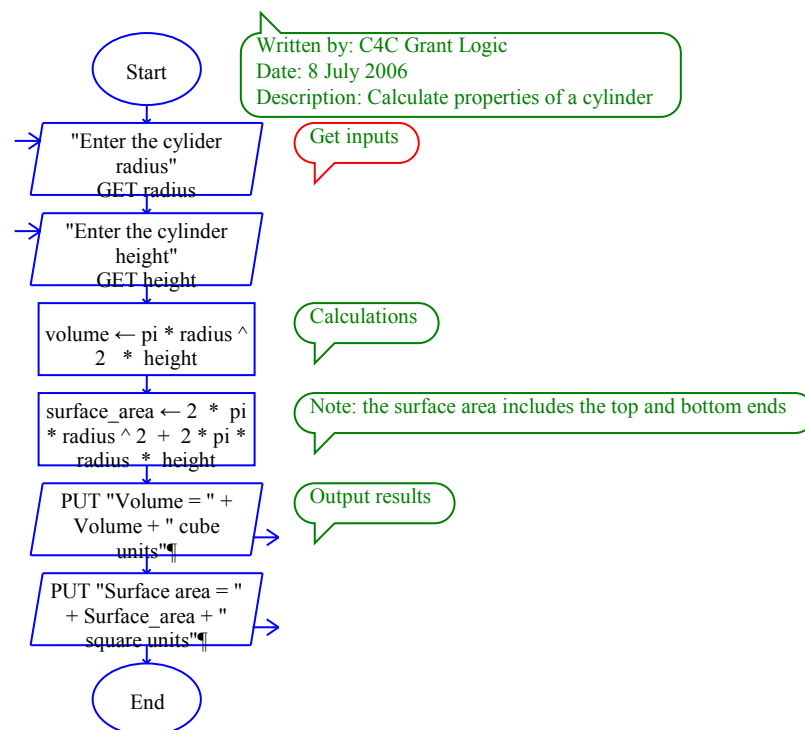 Written by: C4C Grant Logic
Date: 8 July 2006
Description: Calculate properties of a cylinder
Start
"Enter the cylider
radius"
GET radius
Get inputs
"Enter the cylinder
height"
GET height
volume ← pi * radius ^
2 * height
Calculations
surface_area ← 2 * pi
* radius ^ 2 + 2 * pi *
radius * height
Note: the surface area includes the top and bottom ends
PUT "Volume = " +
Volume + " cube
units"¶
Output results
PUT "Surface area = "
+ Surface_area + "
square units"¶
End